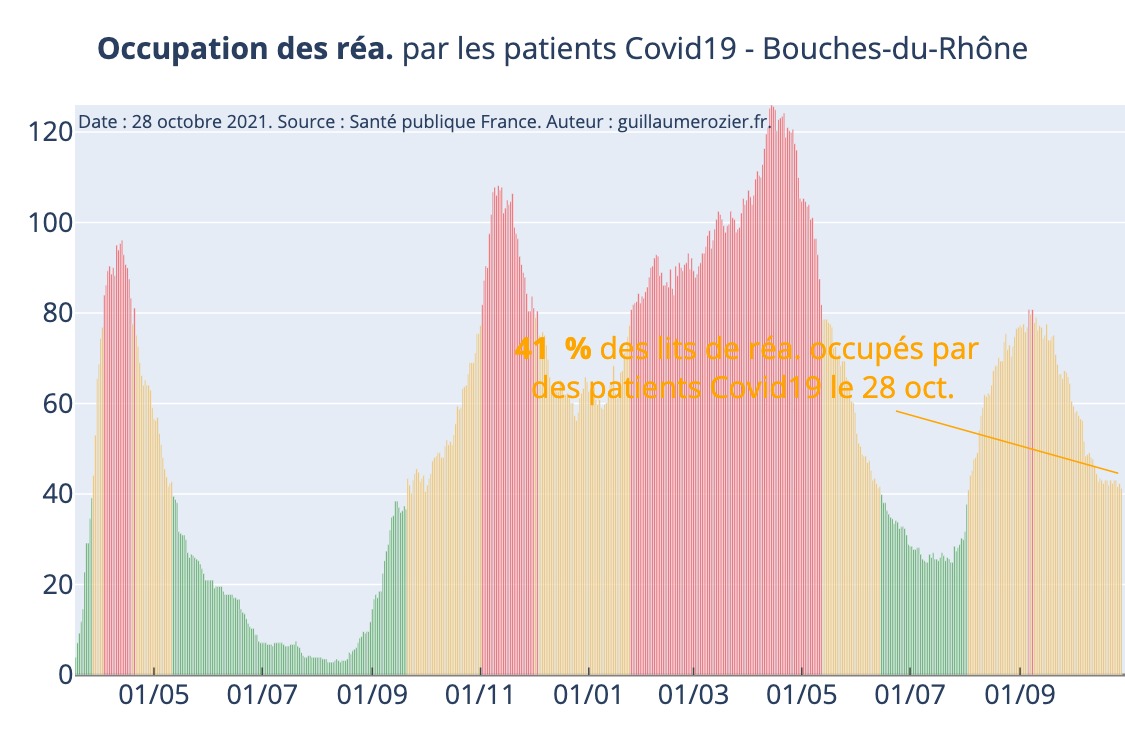 Occupation des réa. par les patients Covid19 - Bouches-du-Rhône
Date : 28 octobre 2021. Source : Santé publique France. Auteur : guillaumerozier.fr.
120
100
80
60
40
20
0
41 % des lits de réa. occupés par
des patients Covid19 le 28 oct.
01/05 01/07 01/09 01/11 01/01 01/03 01/05 01/07 01/09